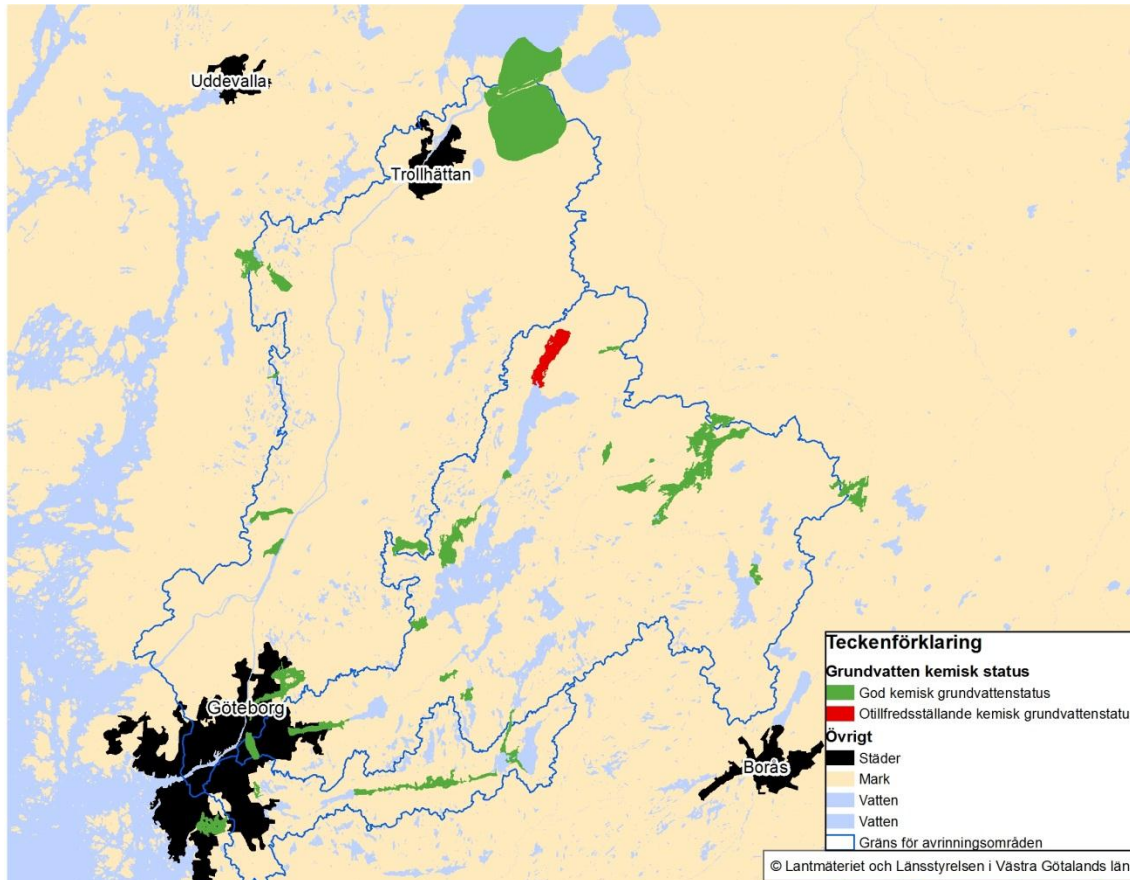 Uddevalla
Trollhättan
Göteborg
Borås
Teckenförklaring
Grundvatten kemisk status
God kemisk grundvattenstatus
Otillfredsställande kemisk grundvattenstatus
Övrigt
Städer
Mark
Vatten
Vatten
Gräns för avrinningsområden
© Lantmäteriet och Länsstyrelsen i Västra Götalands län